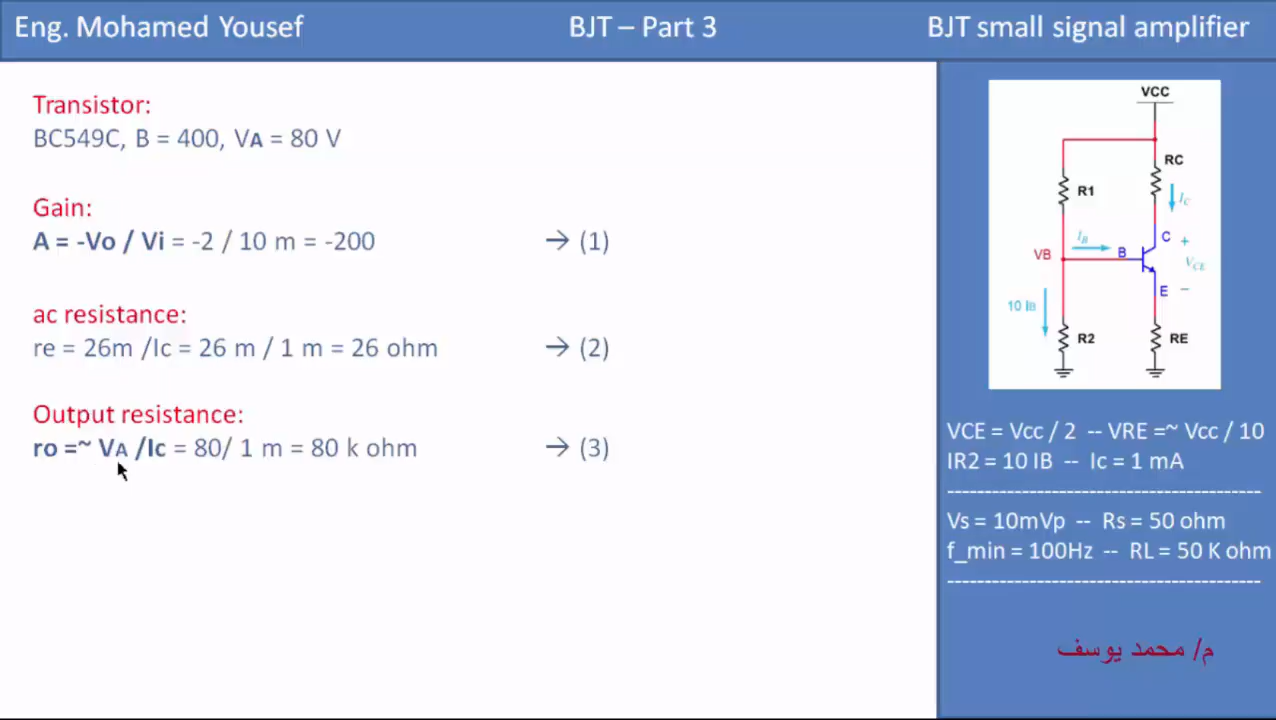 Eng. Mohamed Yousef
BJT – Part 3
BJT small signal amplifier
Transistor:
BC549C, B = 400, VA = 80 V
Gain:
A = -Vo / Vi = -2 / 10 m = -200 → (1)
ac resistance:
re = 26m /Ic = 26 m / 1 m = 26 ohm → (2)
Output resistance:
ro =~ VA /Ic = 80/ 1 m = 80 k ohm → (3)
VCC
RC
R1
IC
IB
C
+
VB
B
VCE
E
–
10 IB
R2
RE
VCE = Vcc / 2 -- VRE =~ Vcc / 10
IR2 = 10 IB -- Ic = 1 mA
------------------------------------------
Vs = 10mVp -- Rs = 50 ohm
f_min = 100Hz -- RL = 50 K ohm
------------------------------------------
م/ محمد يوسف